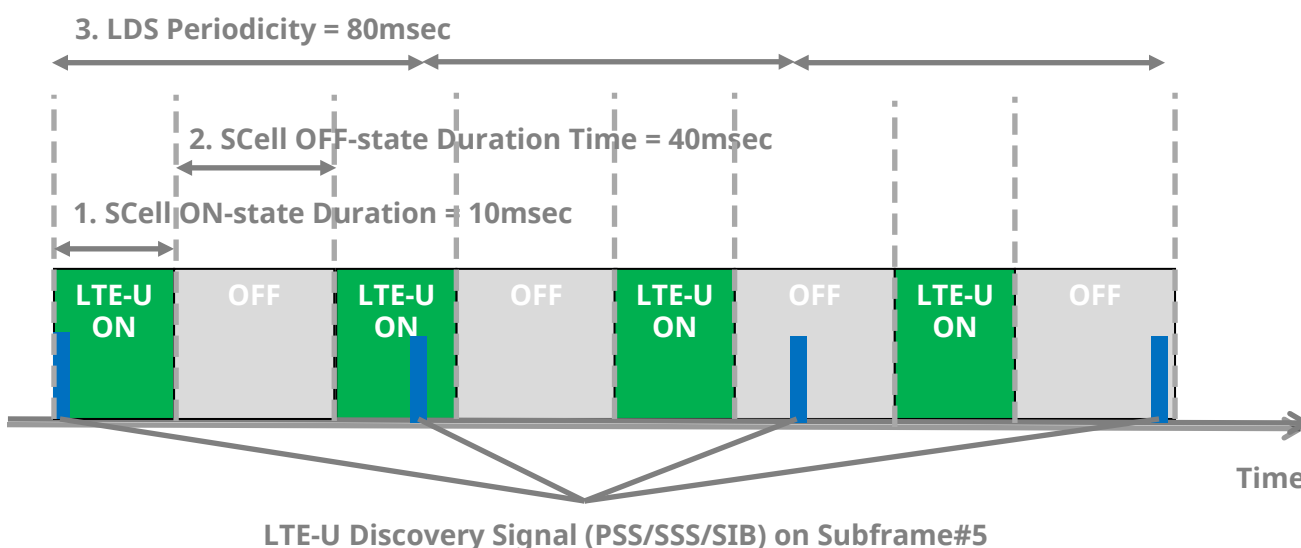 3. LDS Periodicity = 80msec
2. SCell OFF-state Duration Time = 40msec
1. SCell ON-state Duration = 10msec
LTE-U
ON
OFF
LTE-U
ON
OFF
LTE-U
ON
OFF
LTE-U
ON
OFF
Time
LTE-U Discovery Signal (PSS/SSS/SIB) on Subframe#5